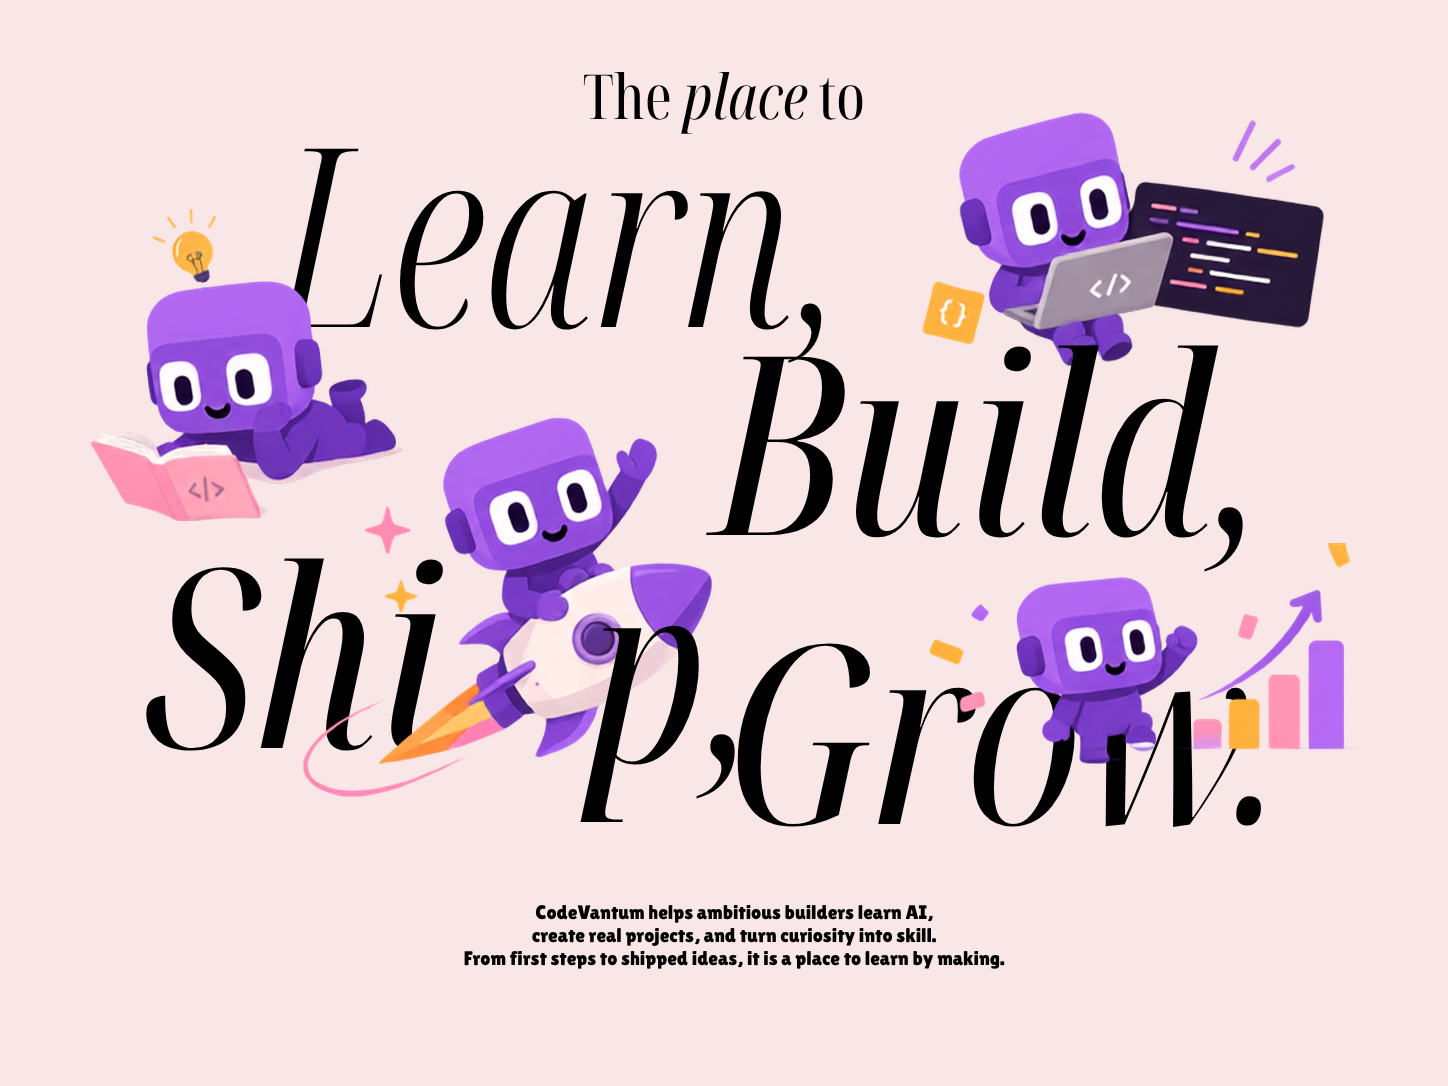 The place to
Learn,
Build,
Ship,
Grow.
</>
{}
</>
CodeVantum helps ambitious builders learn AI,
create real projects, and turn curiosity into skill.
From first steps to shipped ideas, it is a place to learn by making.